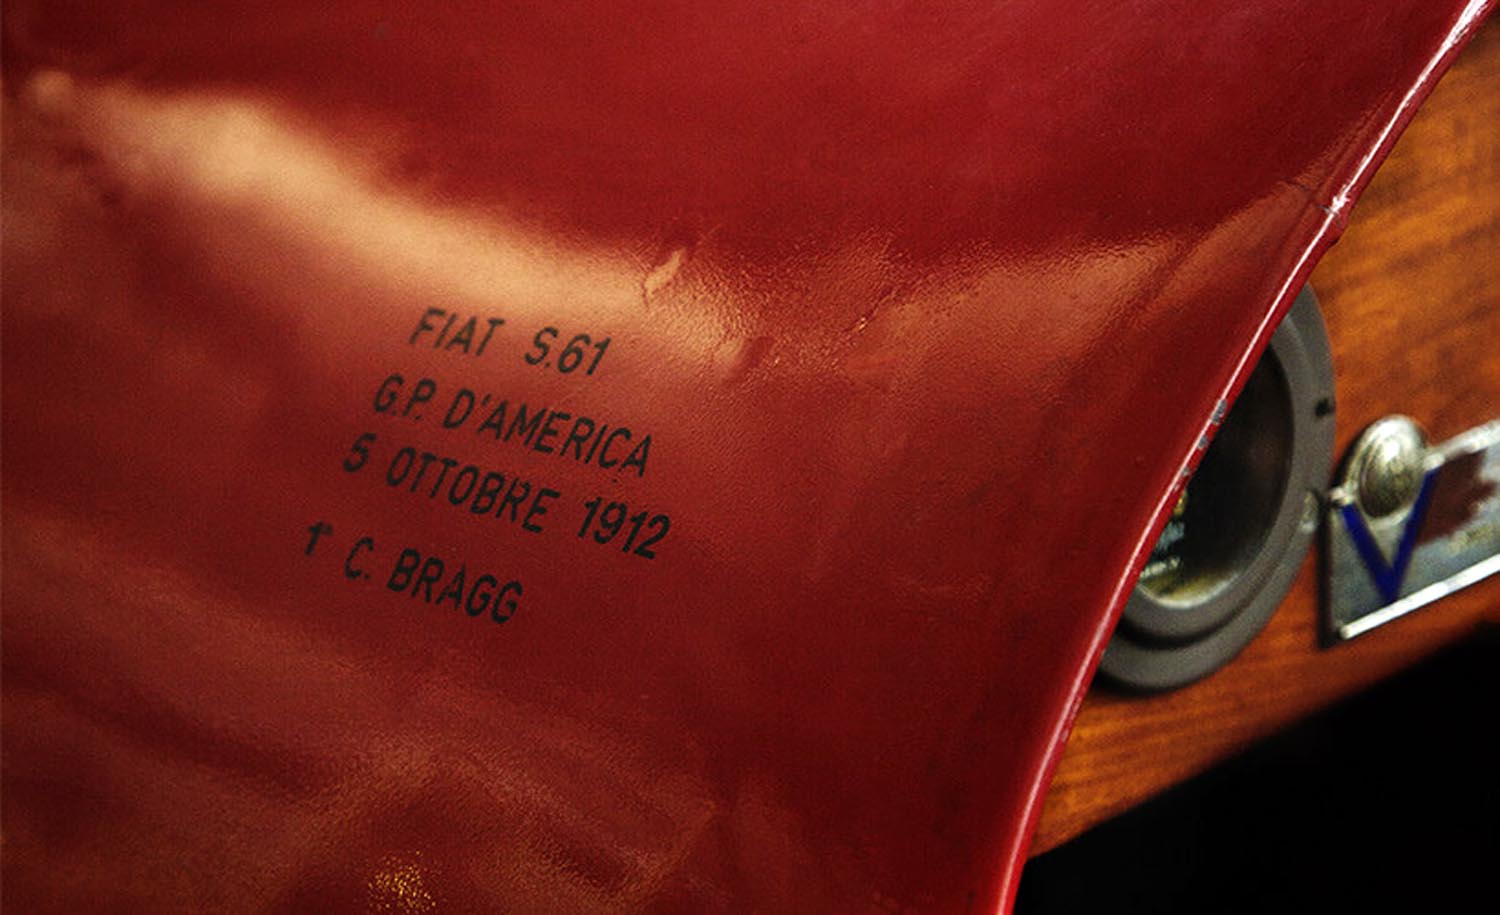 FIAT S.61
G.P. D'AMERICA
5 OTTOBRE 1912
1° C. BRAGG
V